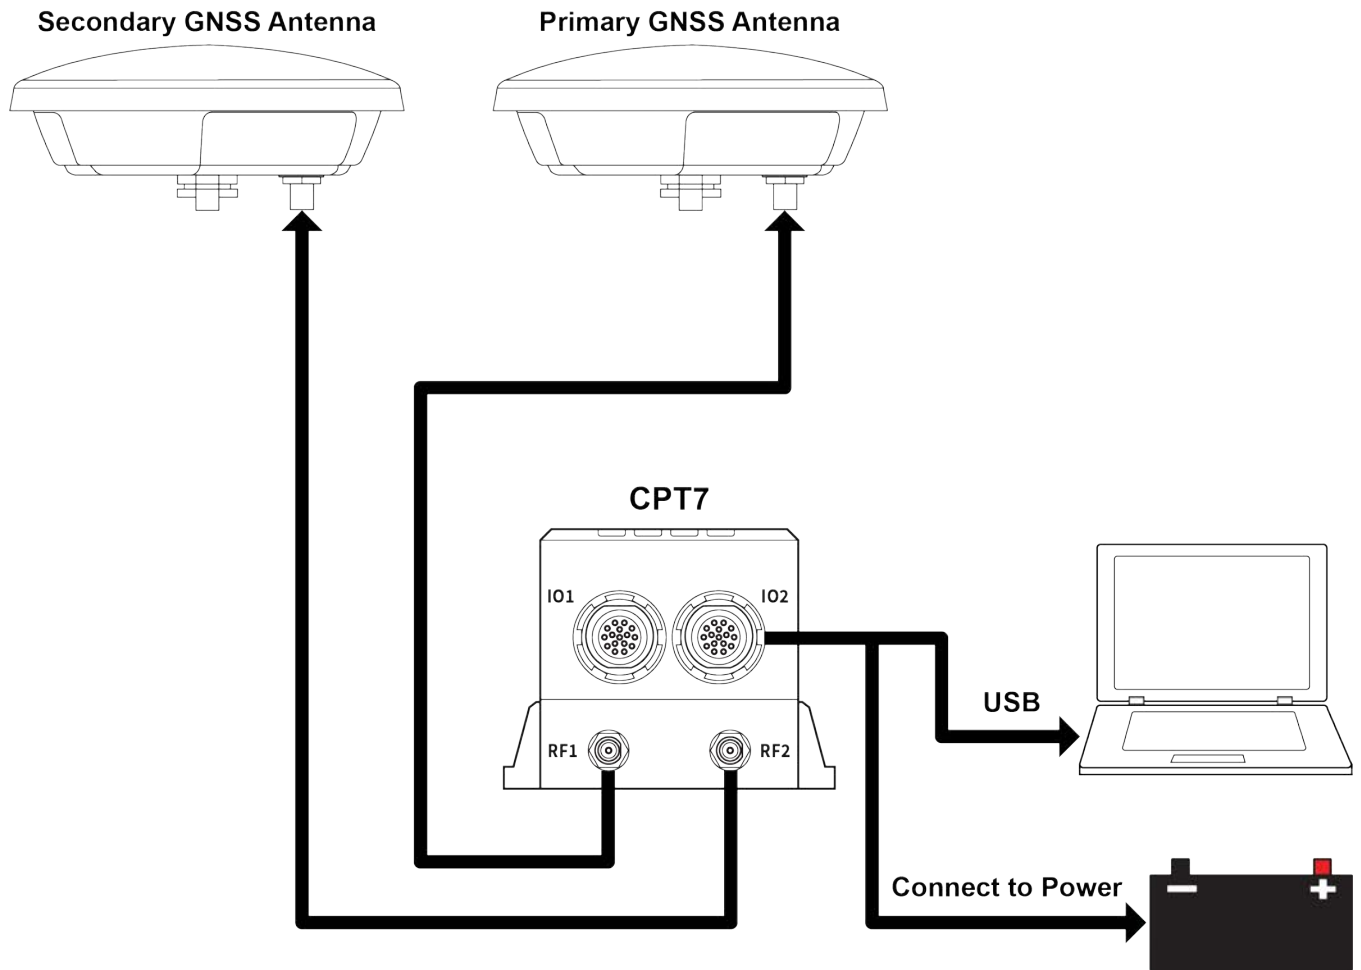 Secondary GNSS Antenna
Primary GNSS Antenna
CPT7
IO1
IO2
USB
RF1
RF2
Connect to Power